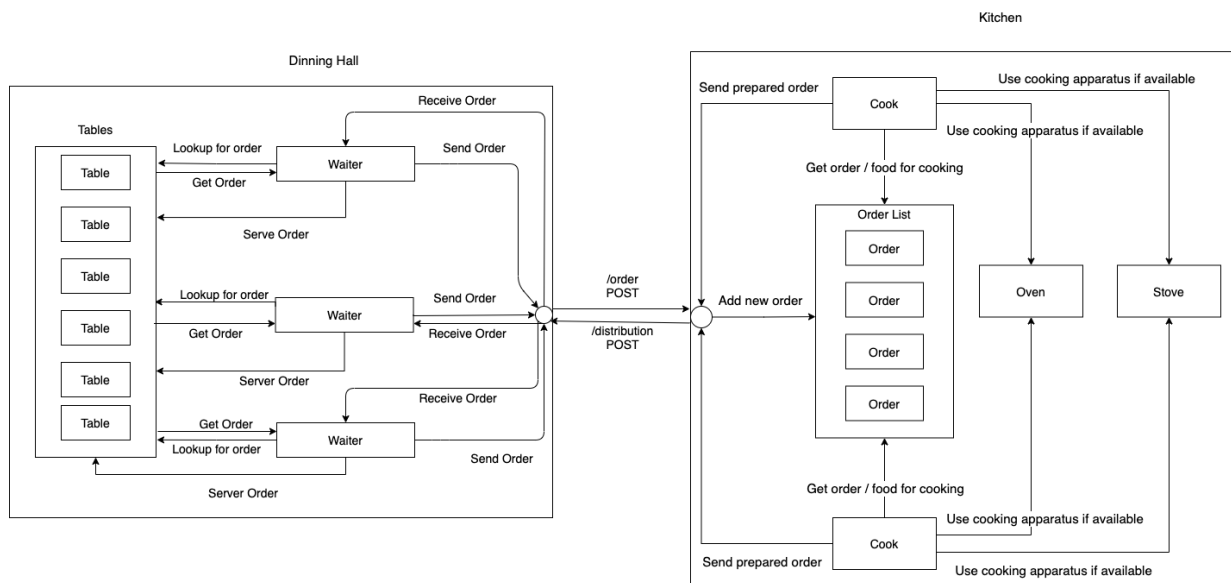 Kitchen
Dinning Hall
Receive Order
Tables
Lookup for order
Waiter
Send Order
Table
Get Order
Table
Serve Order
Table
Lookup for order
Send Order
Waiter
Table
Get Order
Receive Order
Table
Server Order
Receive Order
Table
Get Order
Waiter
Lookup for order
Send Order
Server Order
/order
POST
/distribution
POST
Send prepared order
Cook
Use cooking apparatus if available
Use cooking apparatus if available
Get order / food for cooking
Order List
Order
Add new order
Order
Oven
Stove
Order
Order
Get order / food for cooking
Use cooking apparatus if available
Cook
Send prepared order
Use cooking apparatus if available